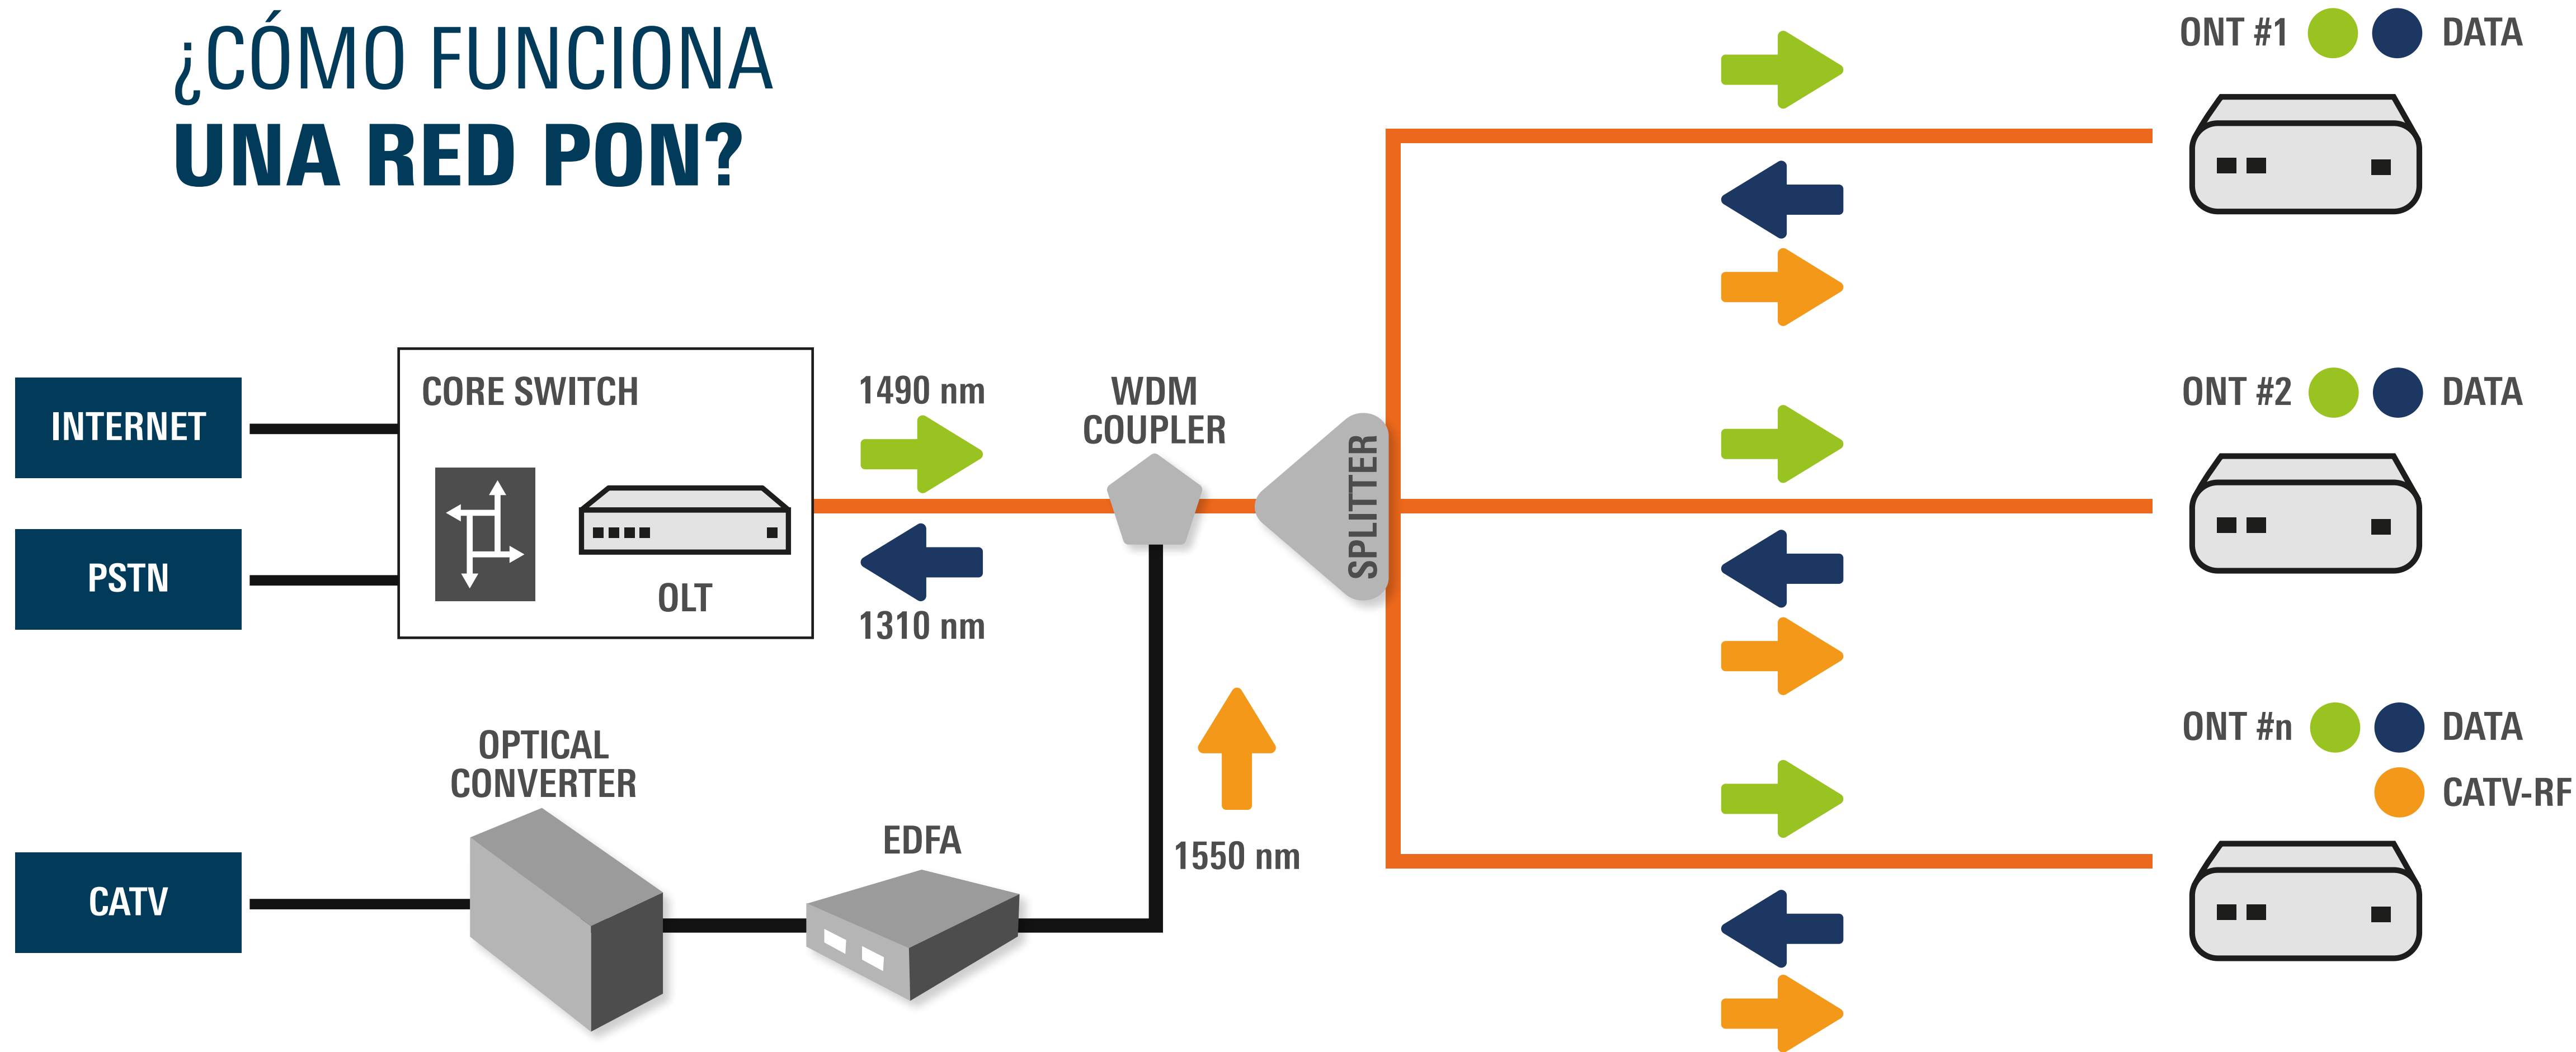 ¿CÓMO FUNCIONA
UNA RED PON?
INTERNET
PSTN
CATV
CORE SWITCH
OLT
1490 nm
1310 nm
WDM
COUPLER
SPLITTER
OPTICAL
CONVERTER
EDFA
1550 nm
ONT #1 DATA
ONT #2 DATA
ONT #n DATA
CATV-RF